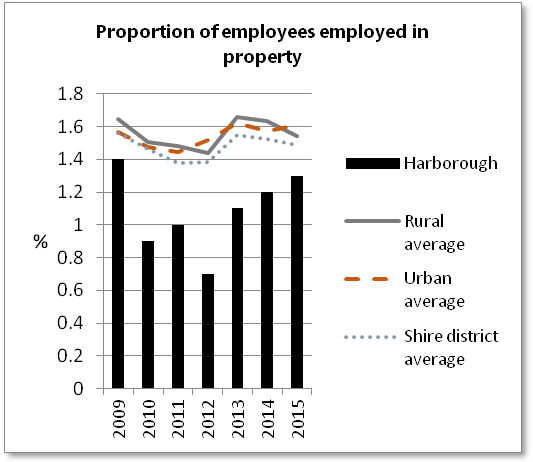 Proportion of employees employed in
property
1.8
1.6
1.4
1.2
1
0.8
0.6
0.4
0.2
0
%
2009
2010
2011
2012
2013
2014
2015
Harborough
Rural
average
Urban
average
Shire district
average